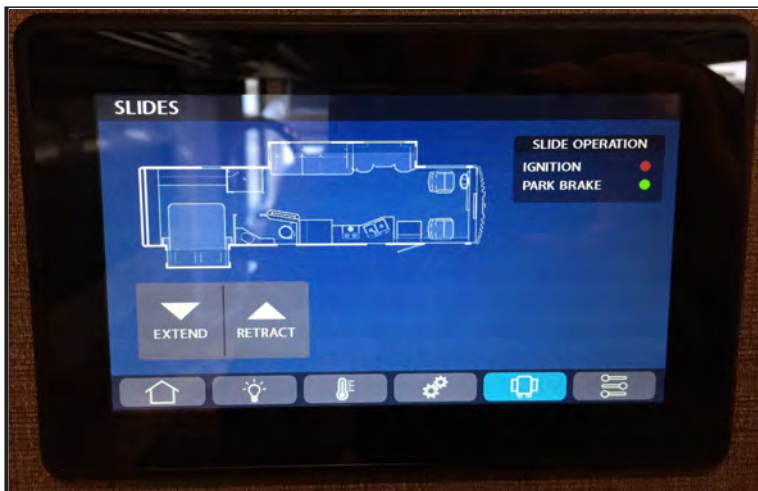 SLIDES
SLIDE OPERATION
IGNITION
PARK BRAKE
EXTEND
RETRACT